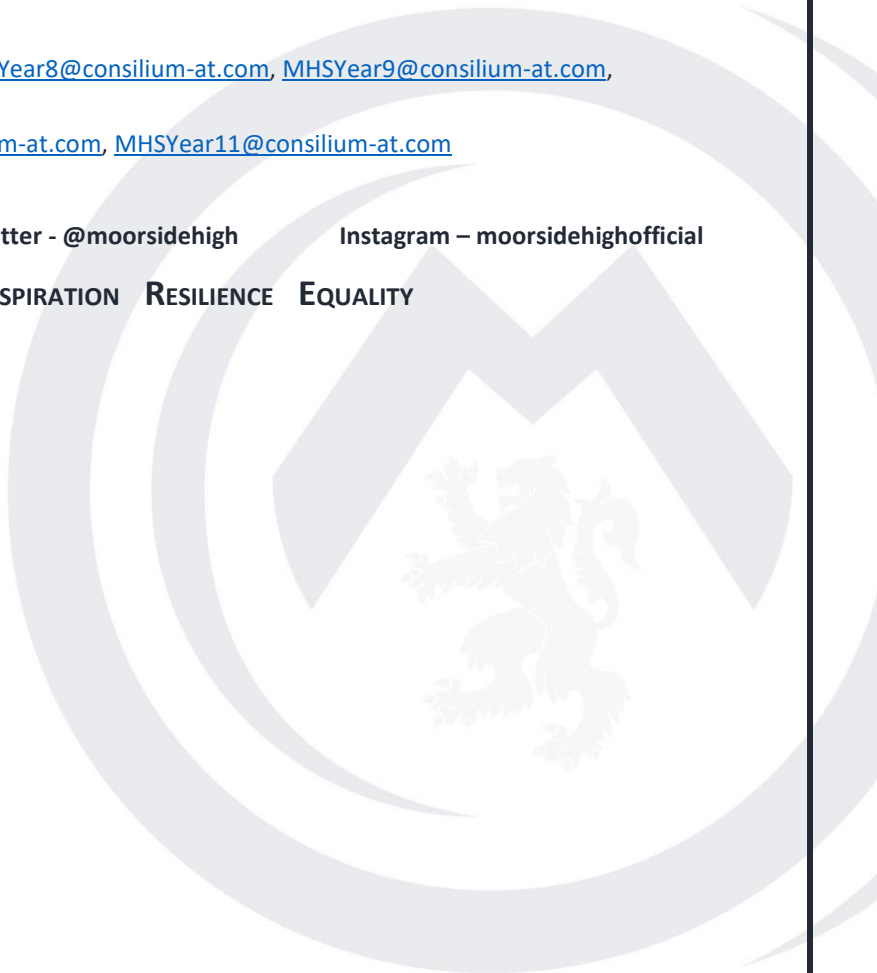 Year8@consilium-at.com, MHSYear9@consilium-at.com,
m-at.com, MHSYear11@consilium-at.com
tter - @moorsidehigh Instagram – moorsidehighofficial
SPIRATION RESILIENCE EQUALITY